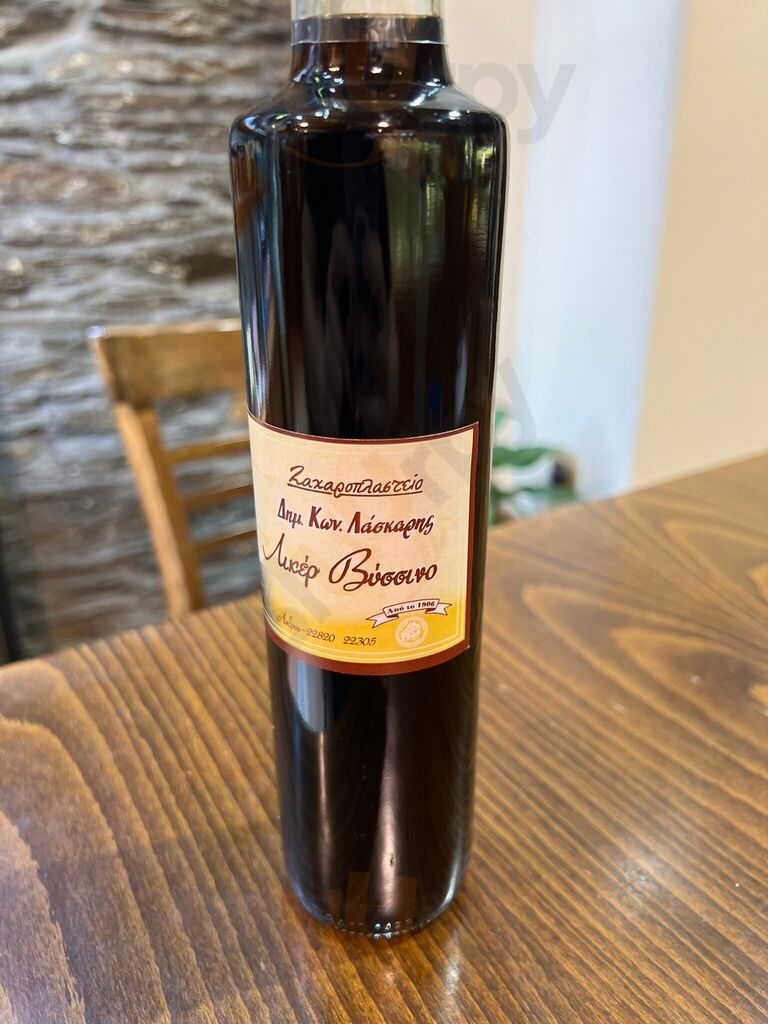 Ζαχαροπλαστείο
Δημ. Κων. Λάσκαρης
Λικέρ Βύσσινο
Από το 1906
Άνδρος-22820 22305